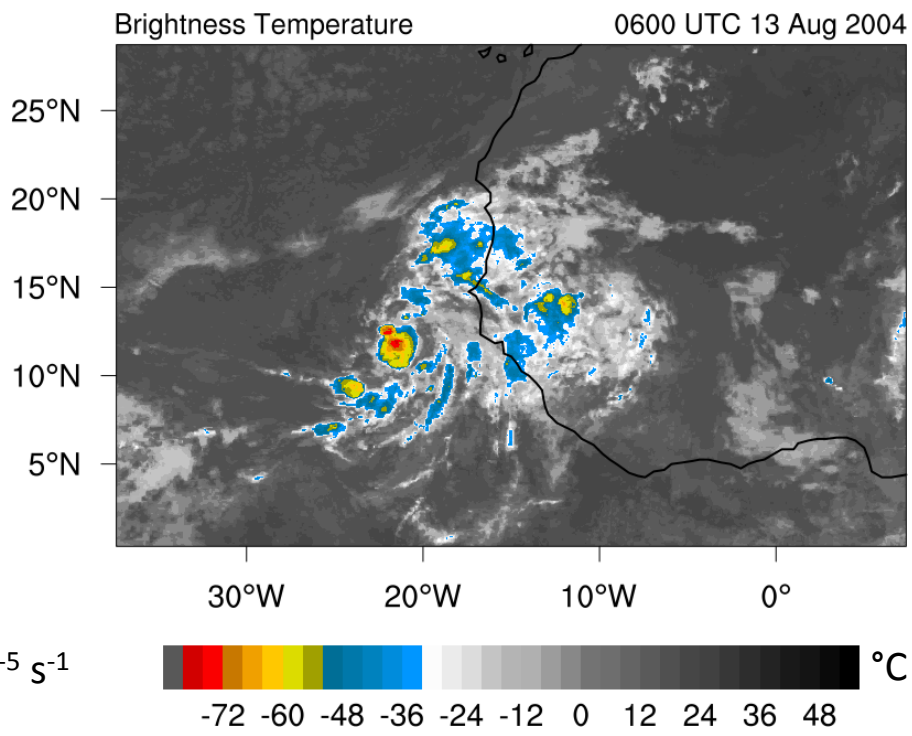 Brightness Temperature 0600 UTC 13 Aug 2004
25°N
20°N
15°N
10°N
5°N
30°W 20°W 10°W 0°
-5 s-1 °C
-72 -60 -48 -36 -24 -12 0 12 24 36 48